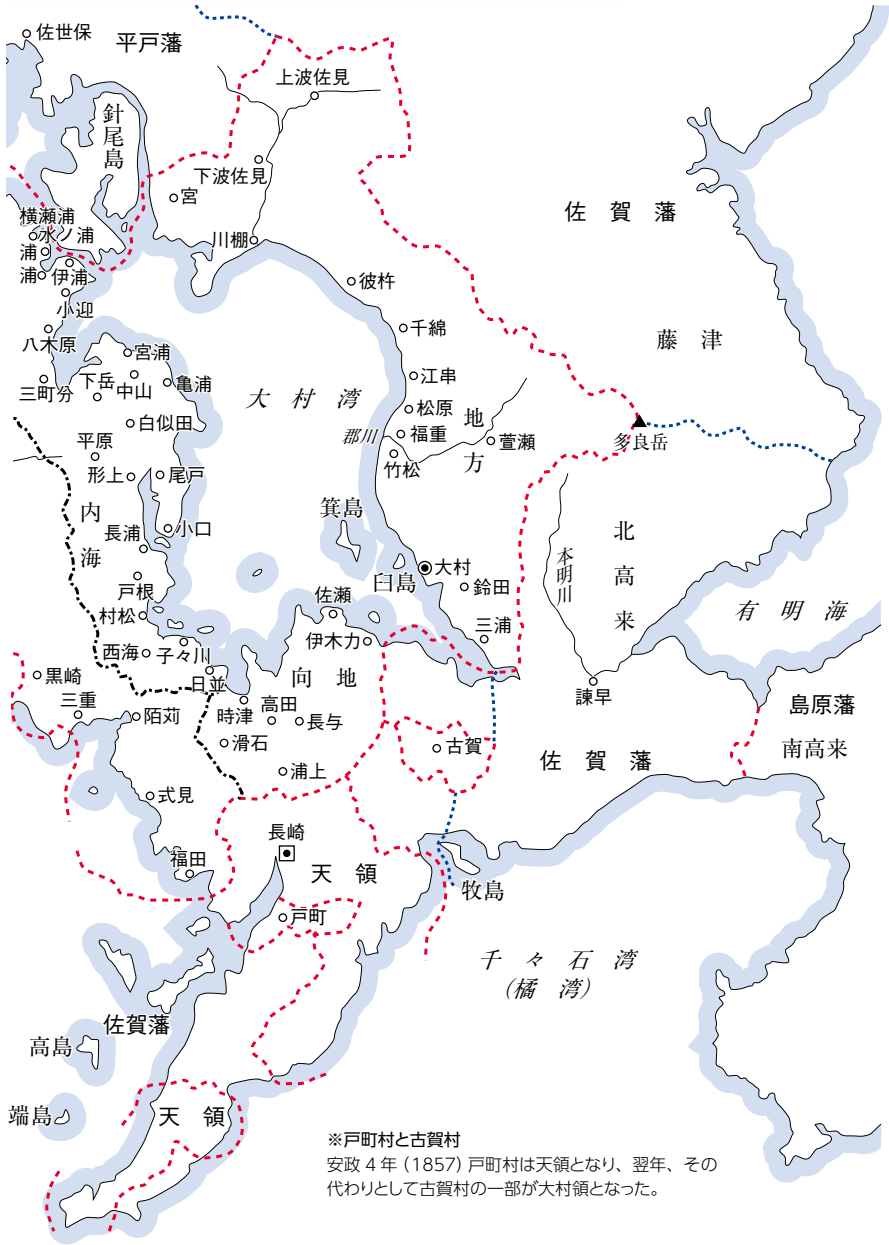 佐世保
平戸藩
上波佐見
針尾島
下波佐見
宮
佐賀藩
横瀬浦
水ノ浦
川棚
浦
浦
伊浦
彼杵
小迎
千綿
八木原
藤津
宮浦
三町分
下岳
中山
亀浦
大村湾
江串
松原
白似田
地方
多良岳
郡川
福重
萱瀬
平原
竹松
形上
尾戸
内海
箕島
北高来
小口
長浦
本明川
大村
臼島
戸根
鈴田
佐瀬
有明海
村松
伊木力
三浦
西海
子々川
黒崎
日並
向地
諫早
三重
陌苅
時津
高田
長与
島原藩
滑石
古賀
佐賀藩
南高来
浦上
式見
長崎
福田
天領
牧島
戸町
千々石湾
(橘湾)
佐賀藩
高島
端島
天領
※戸町村と古賀村
安政4年(1857)戸町村は天領となり、翌年、その
代わりとして古賀村の一部が大村領となった。